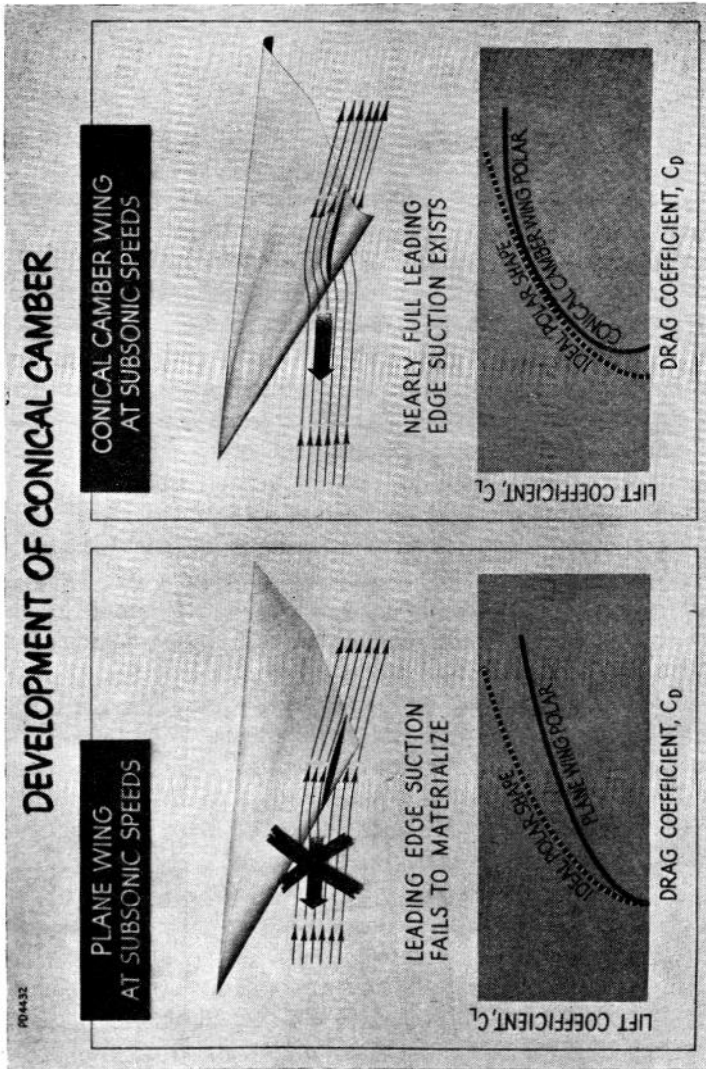 PD4432
DEVELOPMENT OF CONICAL CAMBER
PLANE WING
AT SUBSONIC SPEEDS
LEADING EDGE SUCTION
FAILS TO MATERIALIZE
LIFT COEFFICIENT, CL
IDEAL POLAR SHAPE
PLANE WING POLAR
DRAG COEFFICIENT, CD
CONICAL CAMBER WING
AT SUBSONIC SPEEDS
NEARLY FULL LEADING
EDGE SUCTION EXISTS
LIFT COEFFICIENT, CL
IDEAL POLAR SHAPE
CONICAL CAMBER WING POLAR
DRAG COEFFICIENT, CD